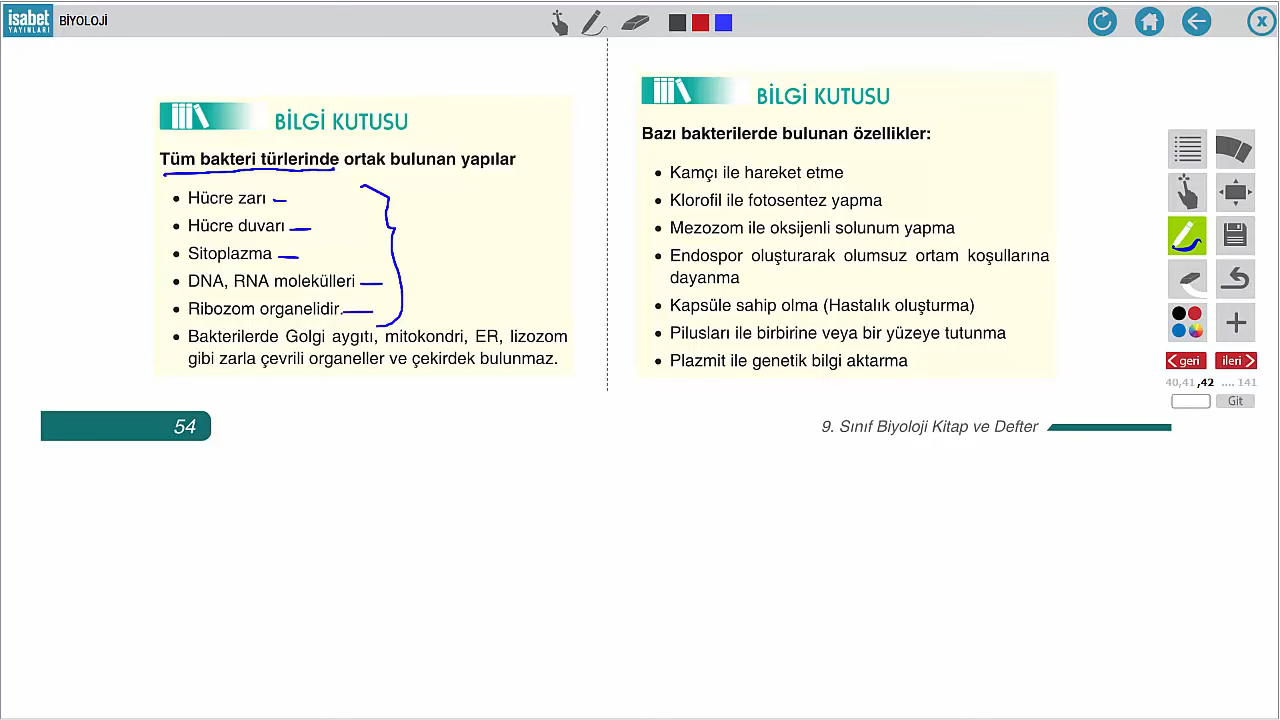 isabet
YAYINLARI
BİYOLOJİ
BİLGİ KUTUSU
Tüm bakteri türlerinde ortak bulunan yapılar
• Hücre zarı
• Hücre duvarı
• Sitoplazma
• DNA, RNA molekülleri
• Ribozom organelidir.
• Bakterilerde Golgi aygıtı, mitokondri, ER, lizozom
gibi zarla çevrili organeller ve çekirdek bulunmaz.
54
BİLGİ KUTUSU
Bazı bakterilerde bulunan özellikler:
• Kamçı ile hareket etme
• Klorofil ile fotosentez yapma
• Mezozom ile oksijenli solunum yapma
• Endospor oluşturarak olumsuz ortam koşullarına
dayanma
• Kapsüle sahip olma (Hastalık oluşturma)
• Pilusları ile birbirine veya bir yüzeye tutunma
• Plazmit ile genetik bilgi aktarma
9. Sınıf Biyoloji Kitap ve Defter
geri ileri
40,41,42 .... 141
Git